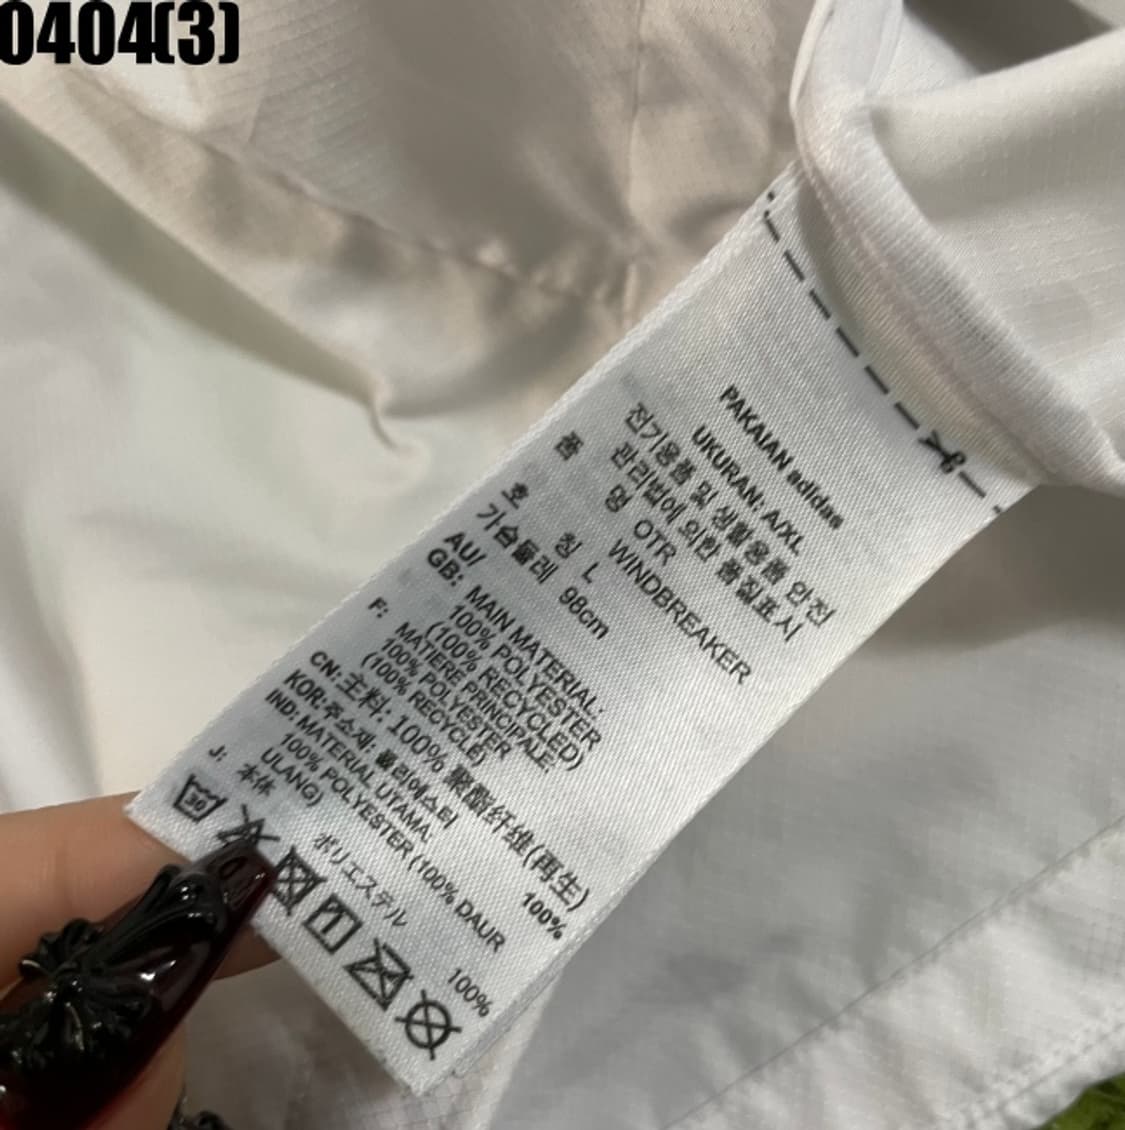 0404(3)
PAKAIAN adidas
UKURAN: A/XL
전기용품 및 생활용품 안전
관리법에 의한 품질표시
품 명 OTR WINDBREAKER
호 칭 L
가슴둘레 98cm
AU/
GB: MAIN MATERIAL:
100% POLYESTER
(100% RECYCLED)
F: MATIERE PRINCIPALE:
100% POLYESTER
(100% RECYCLE)
CN: 主料: 100% 聚酯纤维(再生)
KOR: 주소재: 폴리에스터 100%
IND: MATERIAL UTAMA.
100% POLYESTER (100% DAUR
ULANG)
J: 本体 ポリエステル 100%
30